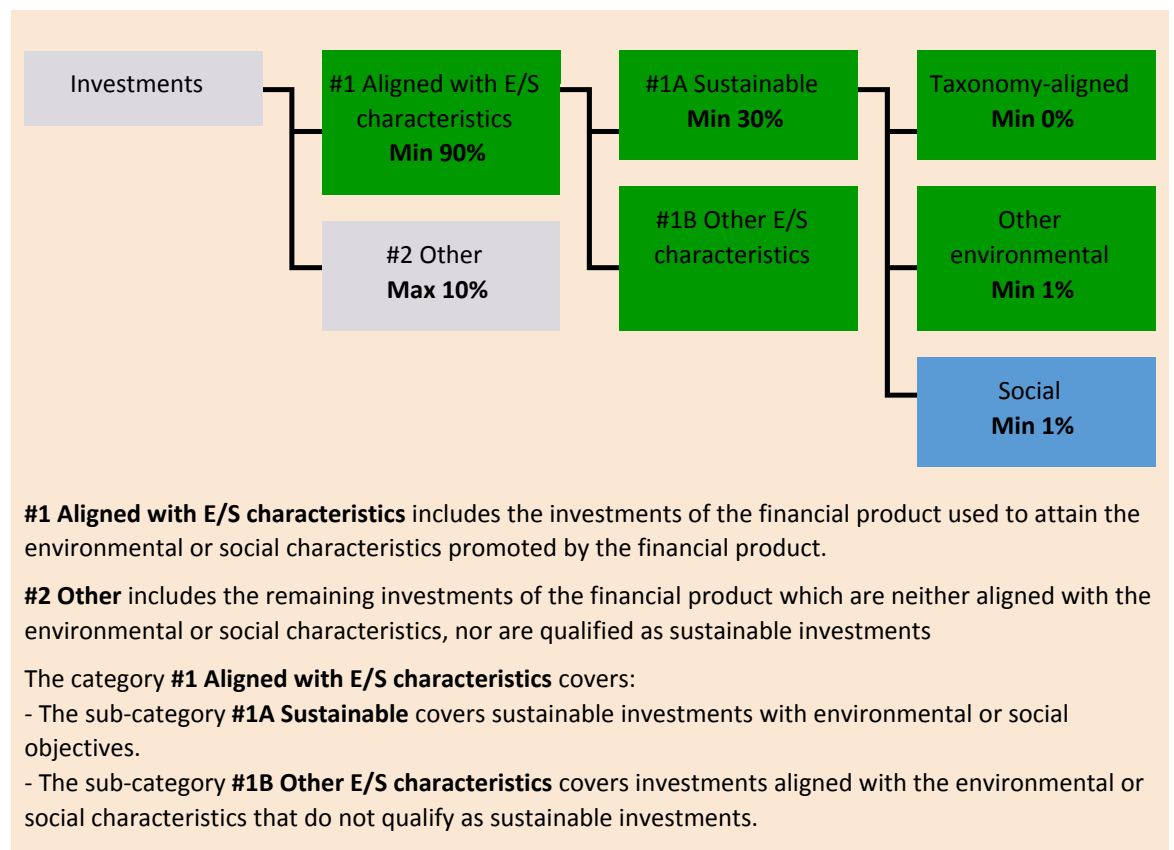 Investments
#1 Aligned with E/S
characteristics
Min 90%
#2 Other
Max 10%
#1A Sustainable
Min 30%
#1B Other E/S
characteristics
Taxonomy-aligned
Min 0%
Other
environmental
Min 1%
Social
Min 1%
#1 Aligned with E/S characteristics includes the investments of the financial product used to attain the
environmental or social characteristics promoted by the financial product.
#2 Other includes the remaining investments of the financial product which are neither aligned with the
environmental or social characteristics, nor are qualified as sustainable investments
The category #1 Aligned with E/S characteristics covers:
- The sub-category #1A Sustainable covers sustainable investments with environmental or social
objectives.
- The sub-category #1B Other E/S characteristics covers investments aligned with the environmental or
social characteristics that do not qualify as sustainable investments.